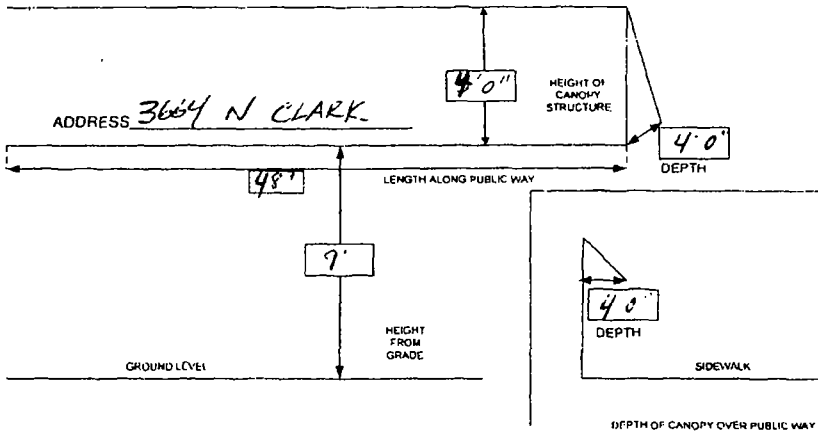 4'0"
HEIGHT OF
CANOPY
STRUCTURE
ADDRESS 3664 N CLARK.
4'0"
DEPTH
LENGTH ALONG PUBLIC WAY
48"
4'0"
DEPTH
HEIGHT
FROM
GRADE
GROUND LEVEL
SIDEWALK
DEPTH OF CANOPY OVER PUBLIC WAY